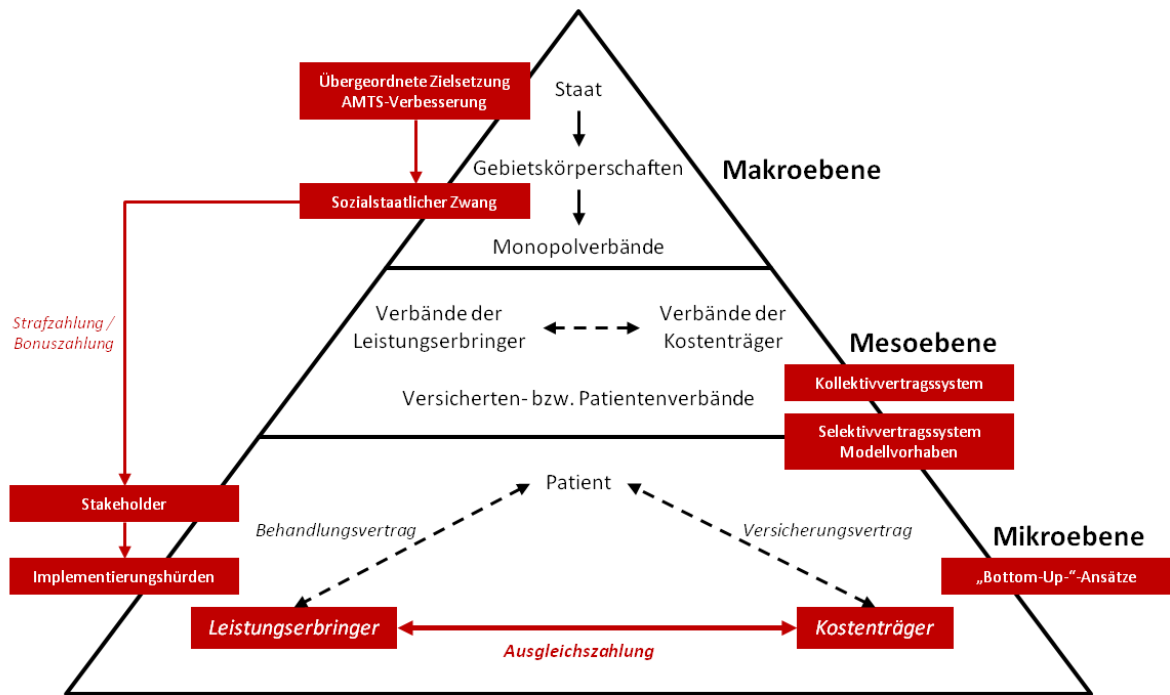 Übergeordnete Zielsetzung
AMTS-Verbesserung
Staat
Gebietskörperschaften
Makroebene
Sozialstaatlicher Zwang
Monopolverbände
Strafzahlung /
Bonuszahlung
Verbände der
Leistungserbringer
Verbände der
Kostenträger
Mesoebene
Kollektivvertragssystem
Versicherten- bzw. Patientenverbände
Selektivvertragssystem
Modellvorhaben
Patient
Stakeholder
Behandlungsvertrag
Versicherungsvertrag
Mikroebene
Implementierungshürden
„Bottom-Up-“-Ansätze
Leistungserbringer
Kostenträger
Ausgleichszahlung